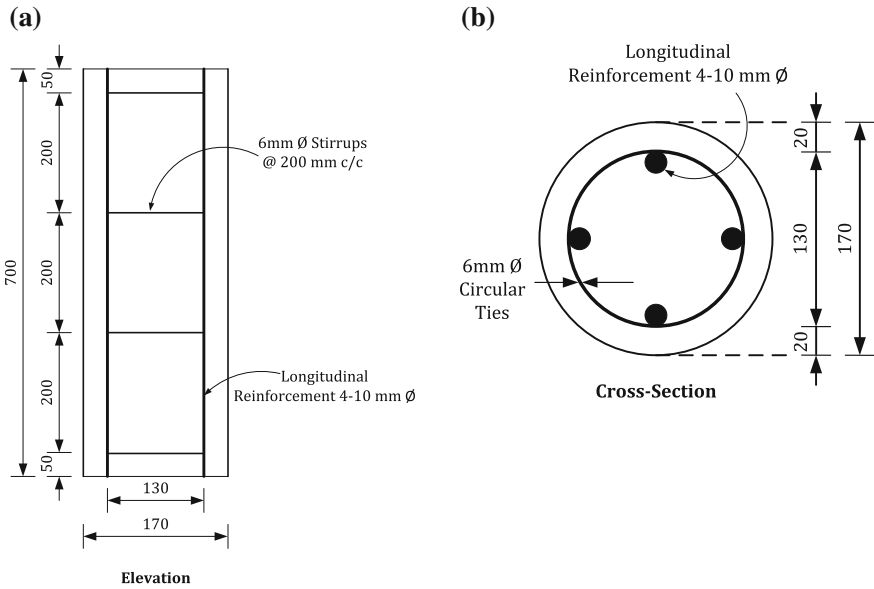 (a)
50
200
200
200
50
700
6mm Ø Stirrups
@ 200 mm c/c
Longitudinal
Reinforcement 4-10 mm Ø
130
170
Elevation
(b)
Longitudinal
Reinforcement 4-10 mm Ø
20
130
20
170
6mm Ø
Circular
Ties
Cross-Section